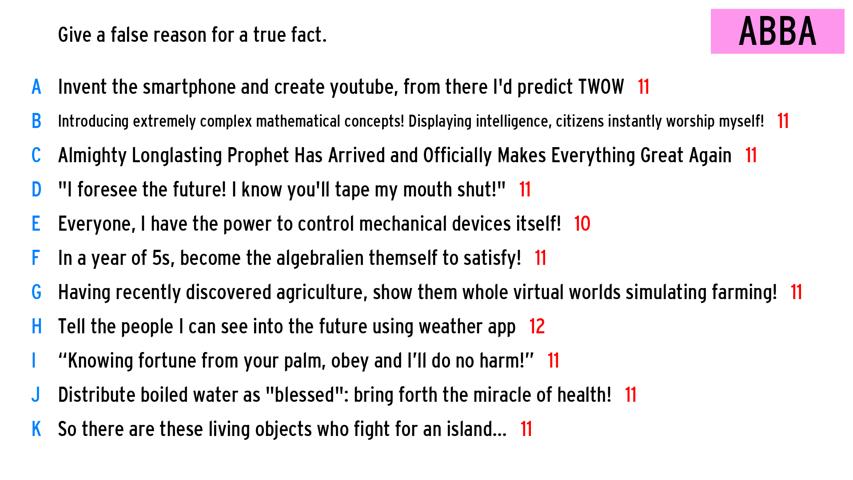 Give a false reason for a true fact.
ABBA
A Invent the smartphone and create youtube, from there I'd predict TWOW 11
B Introducing extremely complex mathematical concepts! Displaying intelligence, citizens instantly worship myself! 11
C Almighty Longlasting Prophet Has Arrived and Officially Makes Everything Great Again 11
D "I foresee the future! I know you'll tape my mouth shut!" 11
E Everyone, I have the power to control mechanical devices itself! 10
F In a year of 5s, become the algebralien themself to satisfy! 11
G Having recently discovered agriculture, show them whole virtual worlds simulating farming! 11
H Tell the people I can see into the future using weather app 12
I “Knowing fortune from your palm, obey and I’ll do no harm!” 11
J Distribute boiled water as "blessed": bring forth the miracle of health! 11
K So there are these living objects who fight for an island... 11